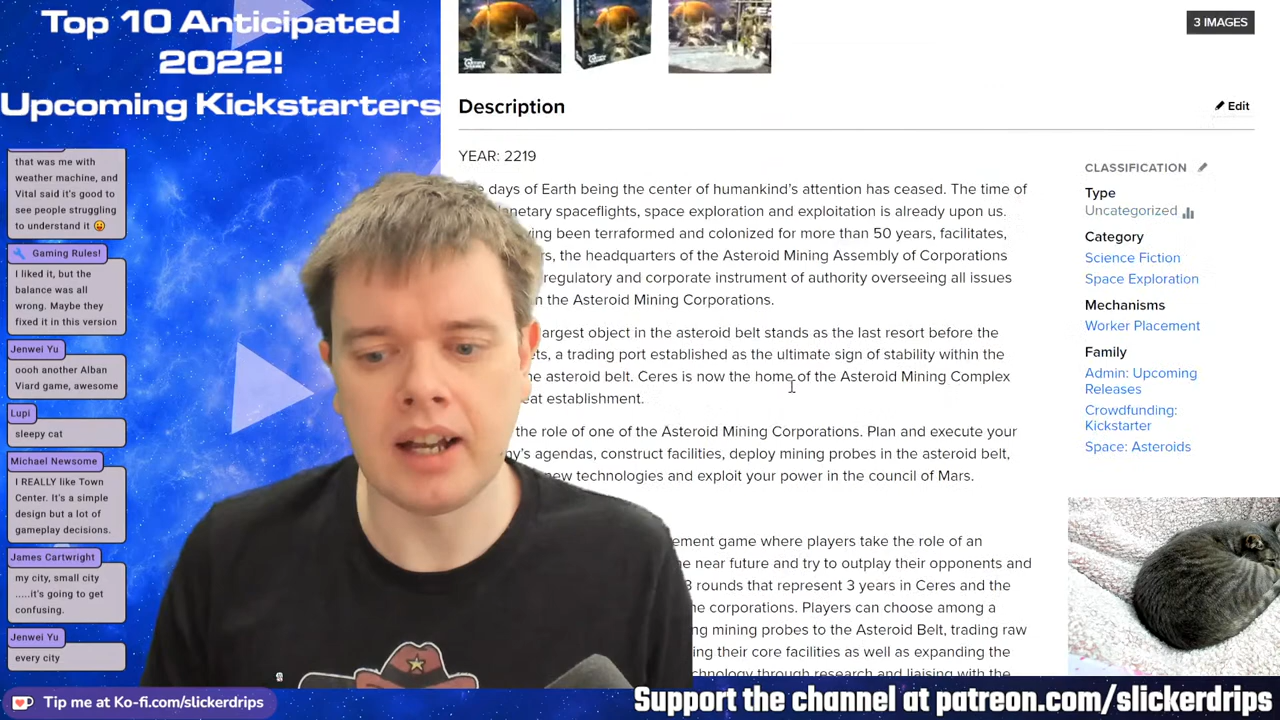 Top 10 Anticipated
2022!
Upcoming Kickstarters
that was me with
weather machine, and
Vital said it's good to
see people struggling
to understand it 😛
Gaming Rules!
I liked it, but the
balance was all
wrong. Maybe they
fixed it in this version
Jenwei Yu
oooh another Alban
Viard game, awesome
Lupi
sleepy cat
Michael Newsome
I REALLY like Town
Center. It's a simple
design but a lot of
gameplay decisions.
James Cartwright
my city, small city
.....it's going to get
confusing.
Jenwei Yu
every city
Tip me at Ko-fi.com/slickerdrips
3 IMAGES
Description
Edit
YEAR: 2219
days of Earth being the center of humankind's attention has ceased. The time of
spaceflights, space exploration and exploitation is already upon us.
been terraformed and colonized for more than 50 years, facilitates,
the headquarters of the Asteroid Mining Assembly of Corporations
regulatory and corporate instrument of authority overseeing all issues
the Asteroid Mining Corporations.
object in the asteroid belt stands as the last resort before the
a trading port established as the ultimate sign of stability within the
asteroid belt. Ceres is now the home of the Asteroid Mining Complex
establishment.
the role of one of the Asteroid Mining Corporations. Plan and execute your
agendas, construct facilities, deploy mining probes in the asteroid belt,
new technologies and exploit your power in the council of Mars.
game where players take the role of an
near future and try to outplay their opponents and
3 rounds that represent 3 years in Ceres and the
corporations. Players can choose among a
mining probes to the Asteroid Belt, trading raw
their core facilities as well as expanding the
through research and liaising with the
CLASSIFICATION
Type
Uncategorized
Category
Science Fiction
Space Exploration
Mechanisms
Worker Placement
Family
Admin: Upcoming
Releases
Crowdfunding:
Kickstarter
Space: Asteroids
Support the channel at patreon.com/slickerdrips